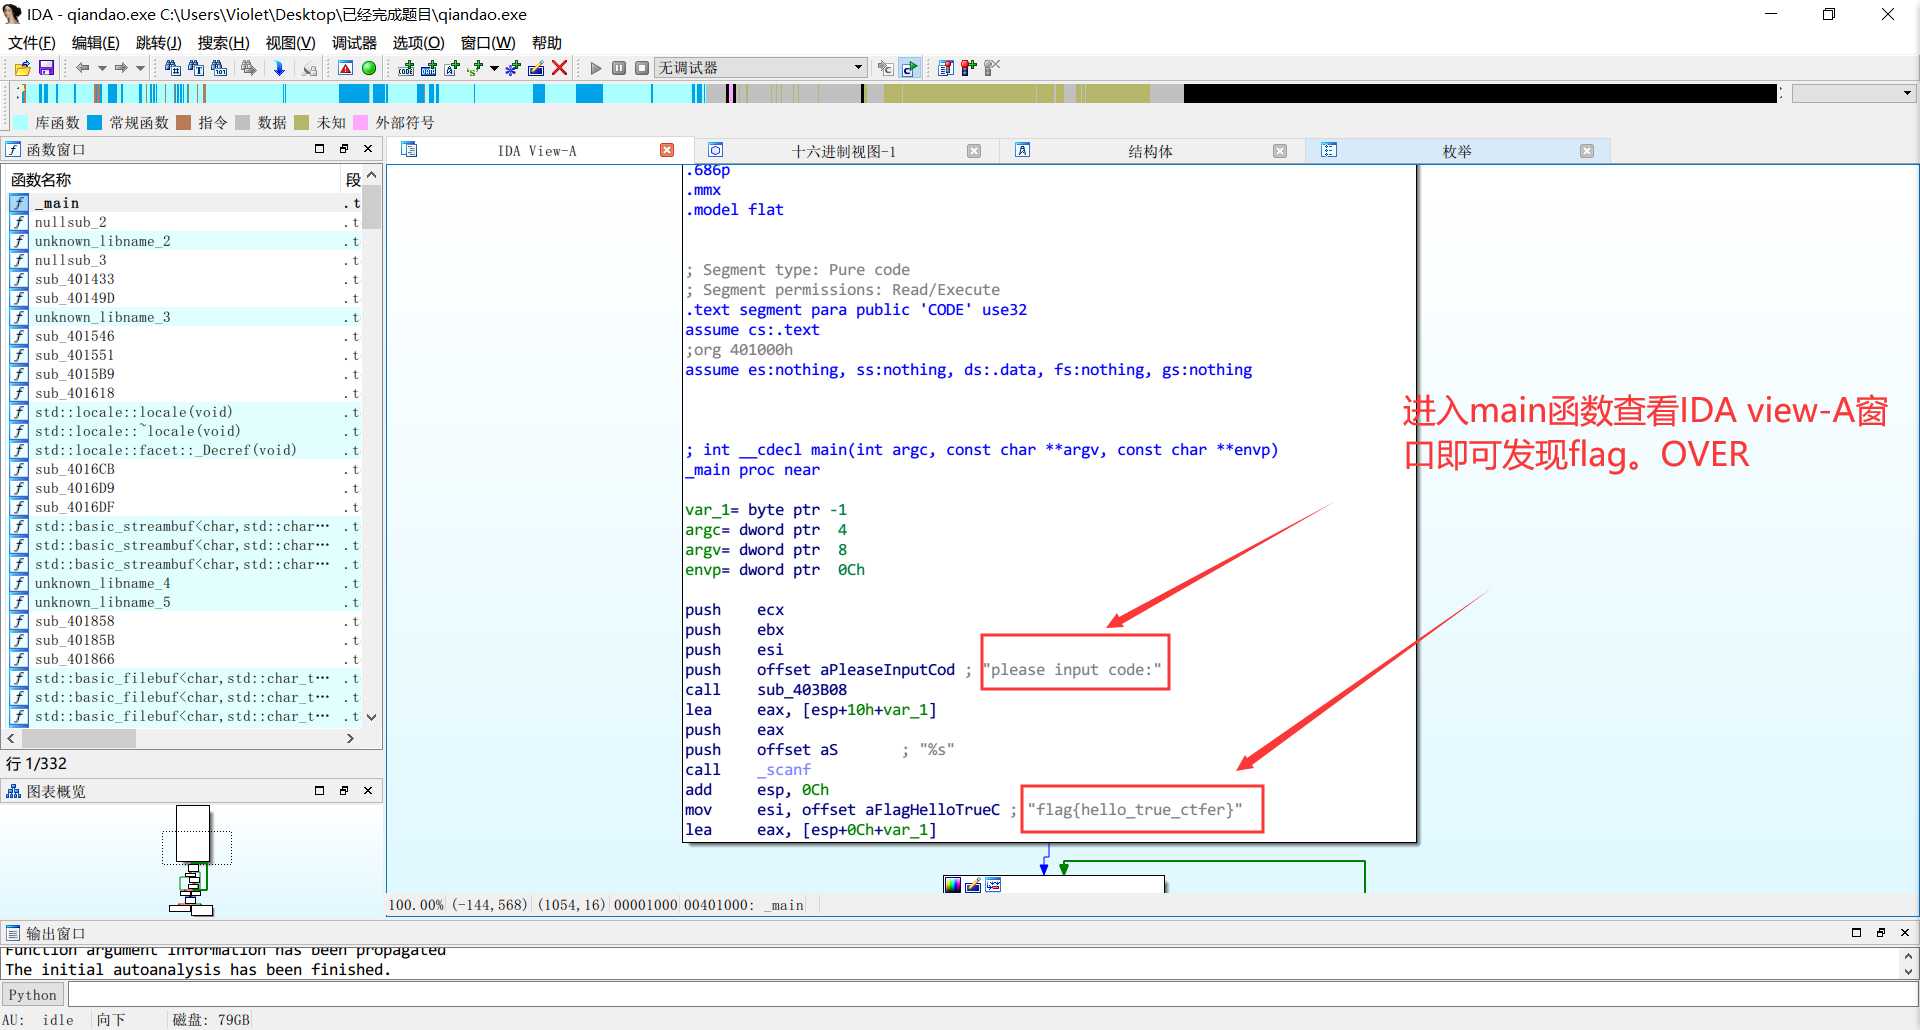 IDA - qiandao.exe C:\Users\Violet\Desktop\已经完成题目\qiandao.exe
文件(F) 编辑(E) 跳转(J) 搜索(H) 视图(V) 调试器 选项(O) 窗口(W) 帮助
无调试器
库函数 常规函数 指令 数据 未知 外部符号
函数窗口
IDA View-A
十六进制视图-1
结构体
枚举
函数名称 段
_main .t
nullsub_2 .t
unknown_libname_2 .t
nullsub_3 .t
sub_401433 .t
sub_40149D .t
unknown_libname_3 .t
sub_401546 .t
sub_401551 .t
sub_4015B9 .t
sub_401618 .t
std::locale::locale(void) .t
std::locale::~locale(void) .t
std::locale::facet::_Decref(void) .t
sub_4016CB .t
sub_4016D9 .t
sub_4016DF .t
std::basic_streambuf<char,std::char··· .t
std::basic_streambuf<char,std::char··· .t
std::basic_streambuf<char,std::char··· .t
unknown_libname_4 .t
unknown_libname_5 .t
sub_401858 .t
sub_40185B .t
sub_401866 .t
std::basic_filebuf<char,std::char_t··· .t
std::basic_filebuf<char,std::char_t··· .t
std::basic_filebuf<char,std::char_t··· .t
行 1/332
图表概览
.686p
.mmx
.model flat
; Segment type: Pure code
; Segment permissions: Read/Execute
.text segment para public 'CODE' use32
assume cs:.text
;org 401000h
assume es:nothing, ss:nothing, ds:.data, fs:nothing, gs:nothing
; int __cdecl main(int argc, const char **argv, const char **envp)
_main proc near
var_1= byte ptr -1
argc= dword ptr 4
argv= dword ptr 8
envp= dword ptr 0Ch
push ecx
push ebx
push esi
push offset aPleaseInputCod ; "please input code:"
call sub_403B08
lea eax, [esp+10h+var_1]
push eax
push offset aS ; "%s"
call _scanf
add esp, 0Ch
mov esi, offset aFlagHelloTrueC ; "flag{hello_true_ctfer}"
lea eax, [esp+0Ch+var_1]
进入main函数查看IDA view-A窗
口即可发现flag。OVER
100.00% (-144,568) (1054,16) 00001000 00401000: _main
输出窗口
Function argument information has been propagated
The initial autoanalysis has been finished.
Python
AU: idle 向下 磁盘: 79GB